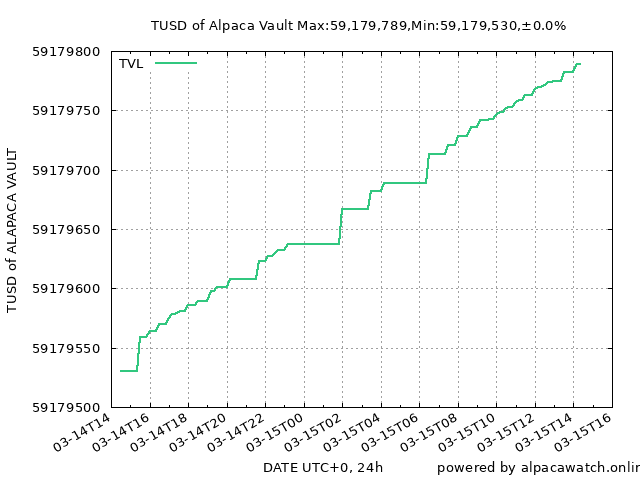 TUSD of Alpaca Vault Max:59,179,789,Min:59,179,530,±0.0%
TVL
59179800
59179750
59179700
59179650
59179600
59179550
59179500
TUSD of ALAPACA VAULT
03-14T14
03-14T16
03-14T18
03-14T20
03-14T22
03-15T00
03-15T02
03-15T04
03-15T06
03-15T08
03-15T10
03-15T12
03-15T14
03-15T16
DATE UTC+0, 24h
powered by alpacawatch.onlin